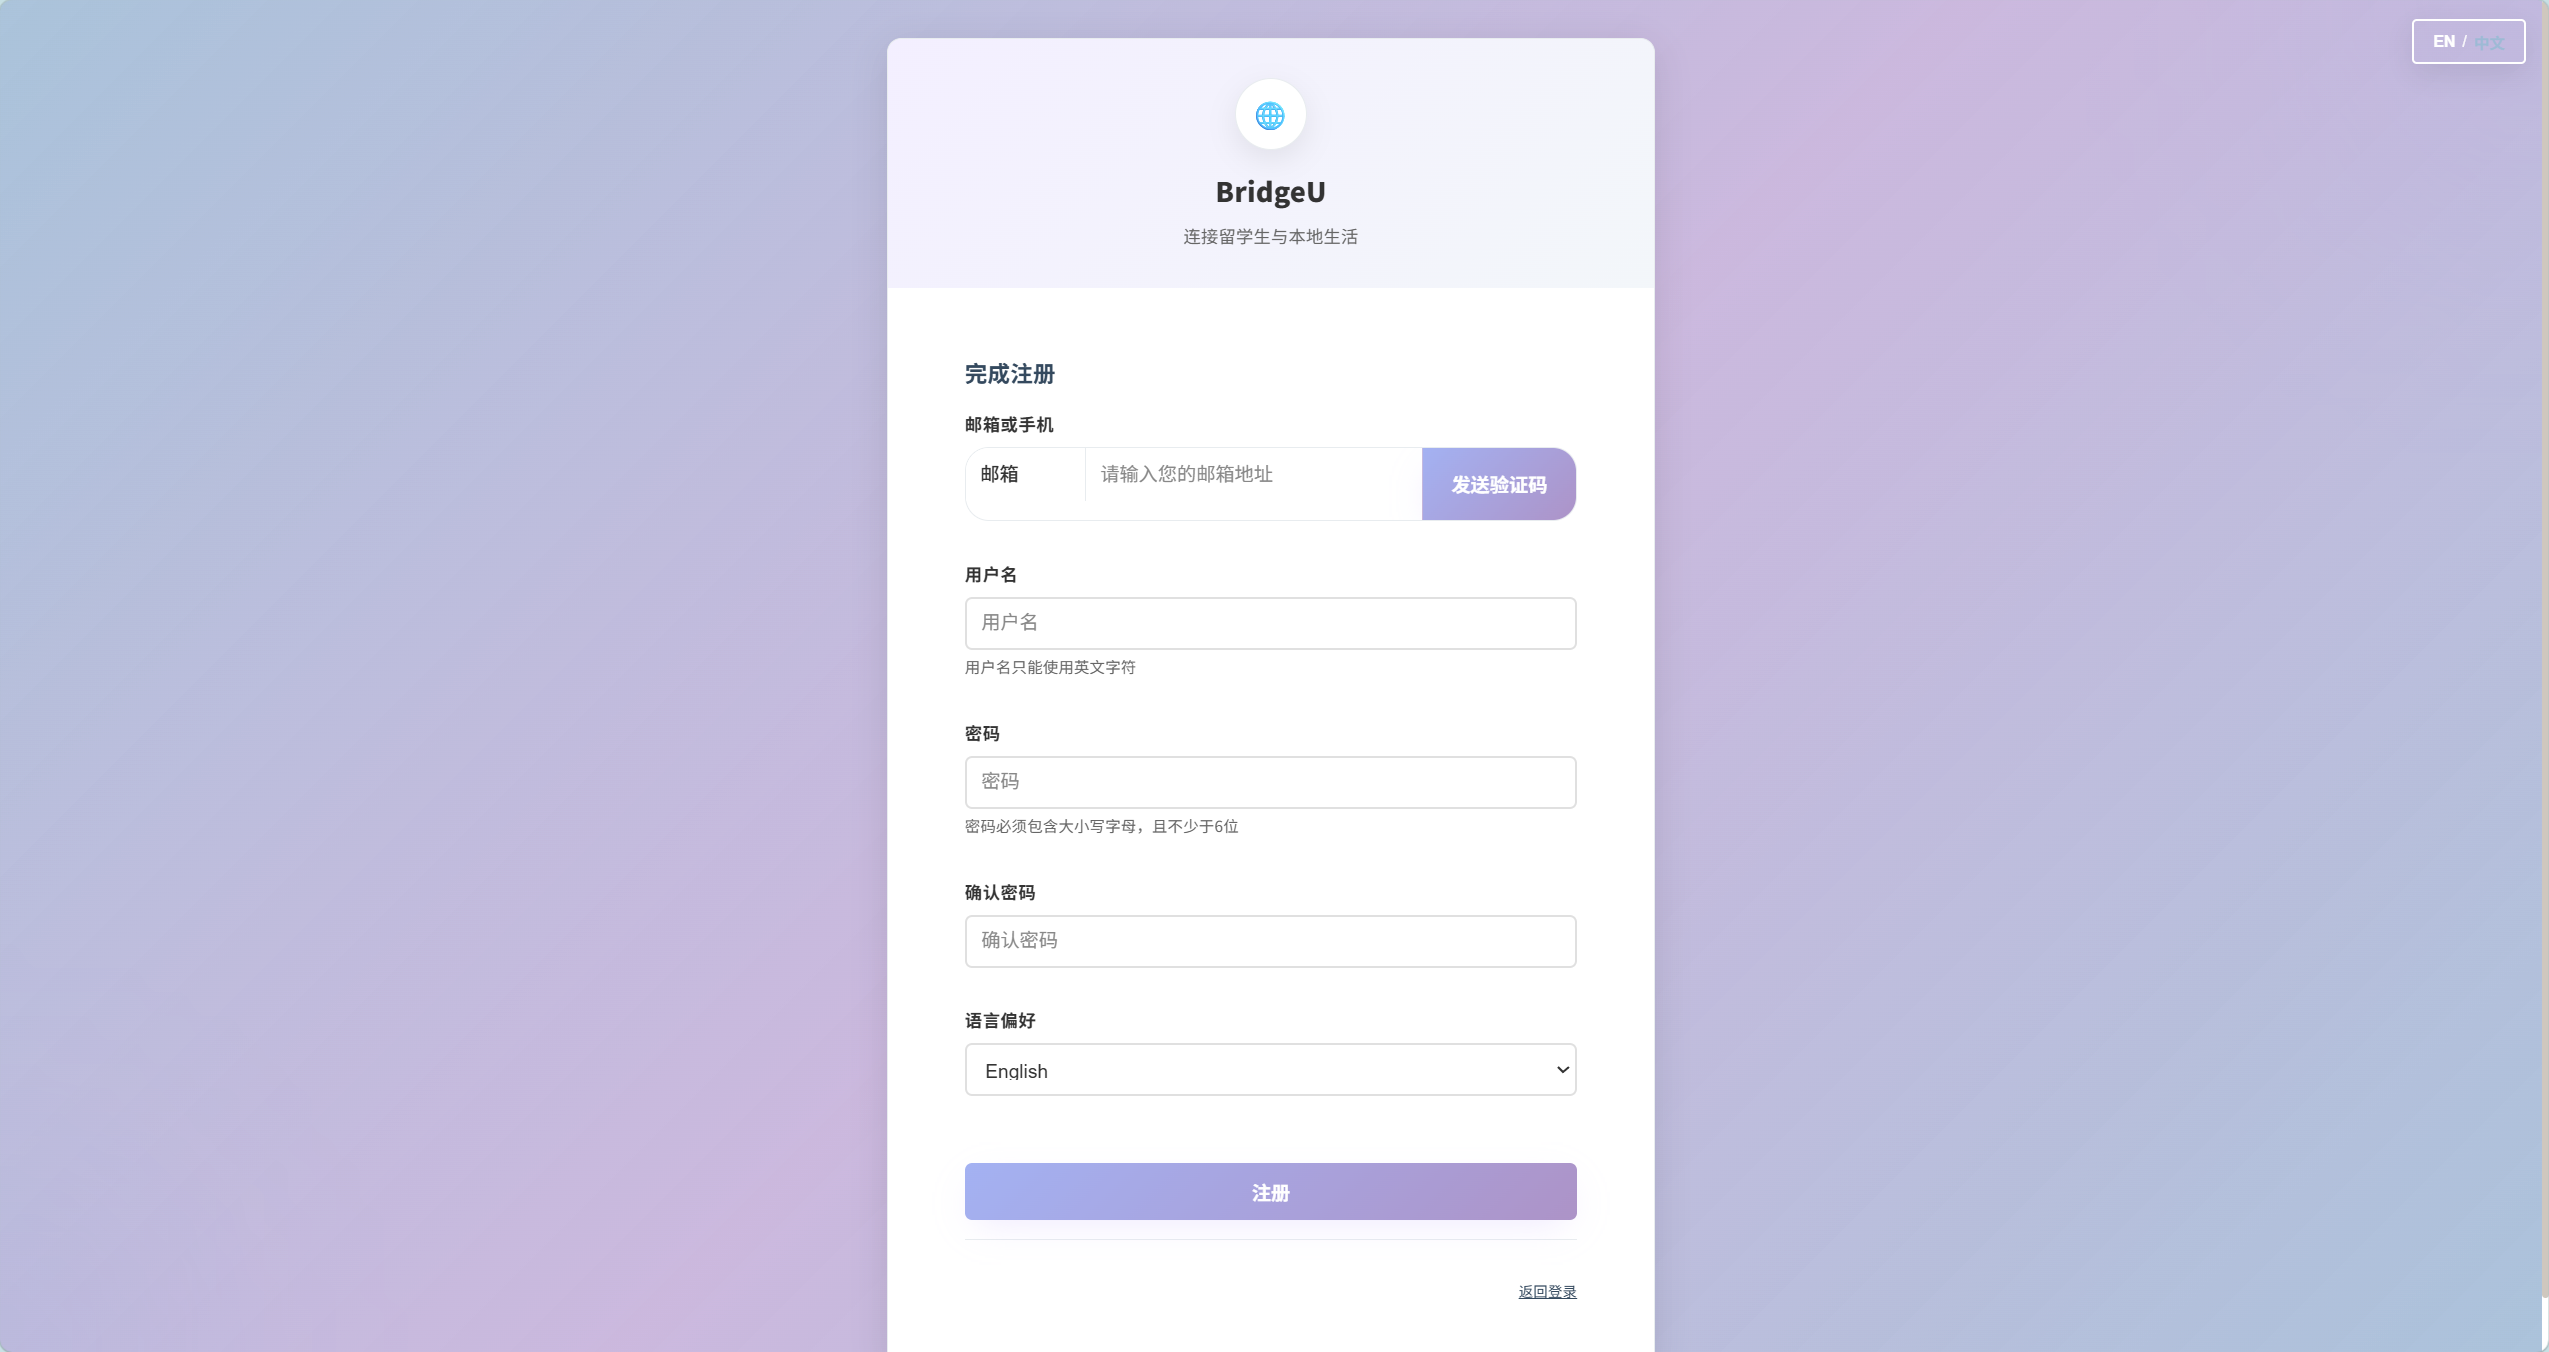 EN / 中文
BridgeU
连接留学生与本地生活
完成注册
邮箱或手机
邮箱 请输入您的邮箱地址 发送验证码
用户名
用户名
用户名只能使用英文字符
密码
密码
密码必须包含大小写字母，且不少于6位
确认密码
确认密码
语言偏好
English
注册
返回登录